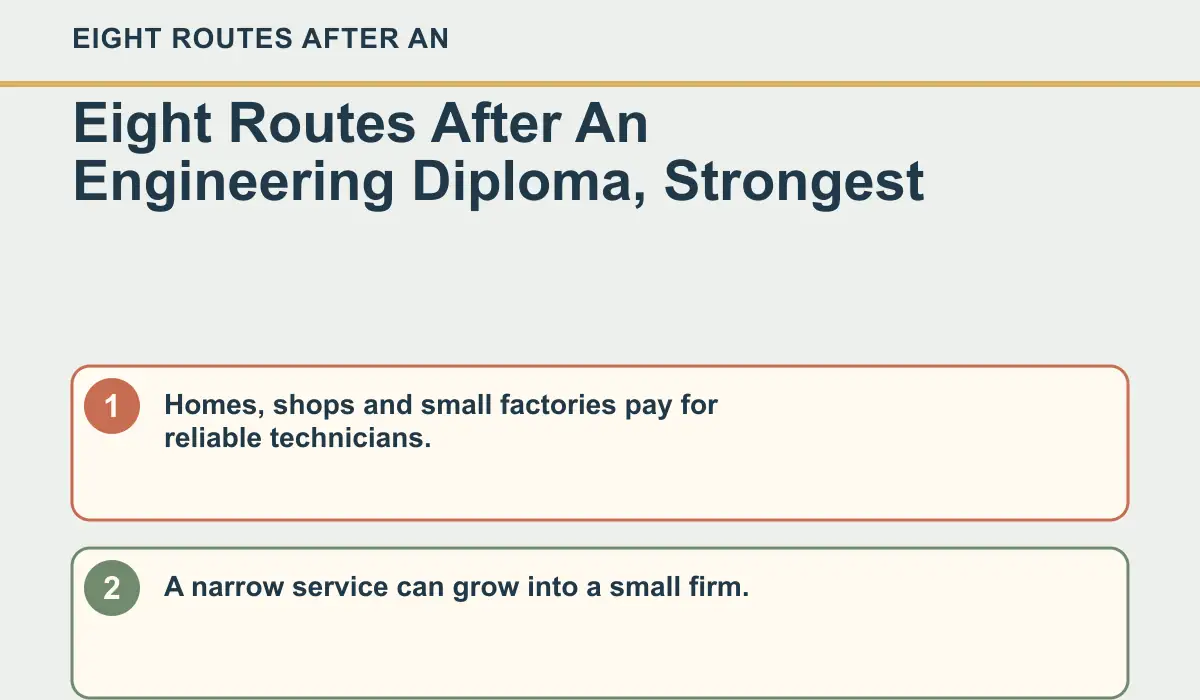 EIGHT ROUTES AFTER AN
Eight Routes After An
Engineering Diploma, Strongest
1
Homes, shops and small factories pay for
reliable technicians.
2
A narrow service can grow into a small firm.